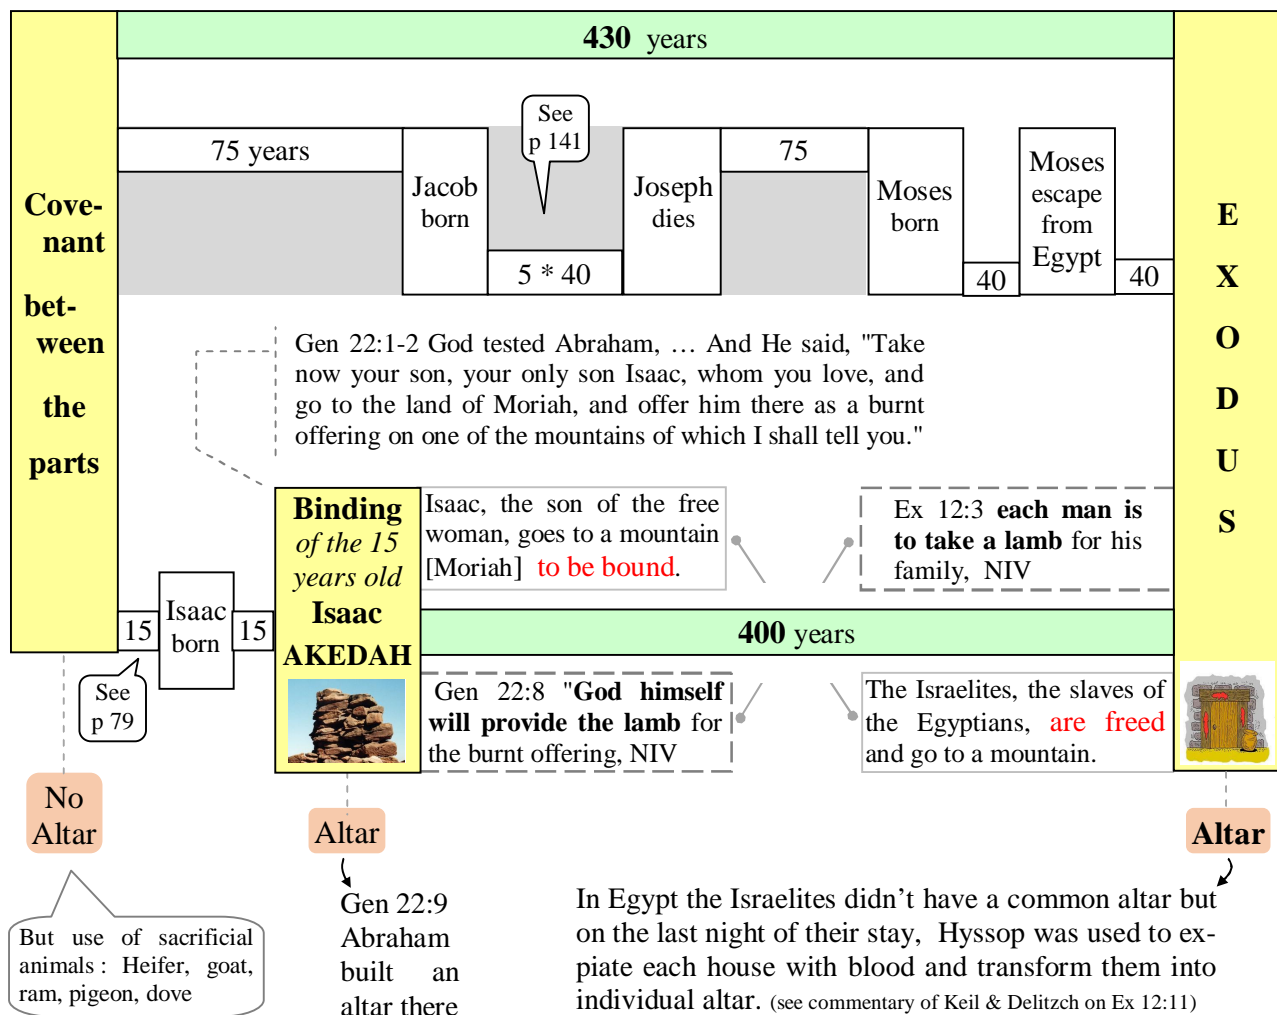 430 years
Cove-
nant
bet-
ween
the
parts
75 years
Jacob
born
See
p 141
5 * 40
Joseph
dies
75
Moses
born
40
Moses
escape
from
Egypt
40
E
X
O
D
U
S
Gen 22:1-2 God tested Abraham, … And He said, "Take
now your son, your only son Isaac, whom you love, and
go to the land of Moriah, and offer him there as a burnt
offering on one of the mountains of which I shall tell you."
15
Isaac
born
15
See
p 79
Binding
of the 15
years old
Isaac
AKEDAH
Isaac, the son of the free
woman, goes to a mountain
[Moriah] to be bound.
Ex 12:3 each man is
to take a lamb for his
family, NIV
400 years
Gen 22:8 "God himself
will provide the lamb for
the burnt offering, NIV
The Israelites, the slaves of
the Egyptians, are freed
and go to a mountain.
No
Altar
Altar
Altar
But use of sacrificial
animals : Heifer, goat,
ram, pigeon, dove
Gen 22:9
Abraham
built an
altar there
In Egypt the Israelites didn’t have a common altar but
on the last night of their stay, Hyssop was used to ex-
piate each house with blood and transform them into
individual altar. (see commentary of Keil & Delitzch on Ex 12:11)